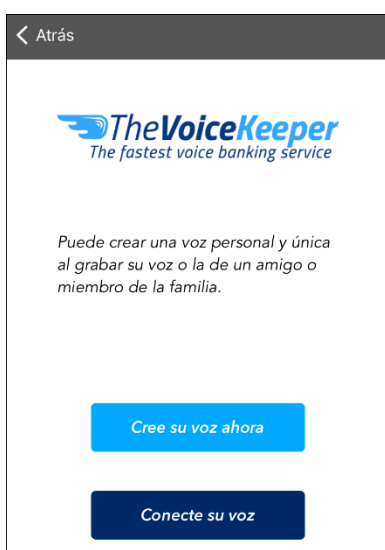 Atrás
TheVoiceKeeper
The fastest voice banking service
Puede crear una voz personal y única
al grabar su voz o la de un amigo o
miembro de la familia.
Cree su voz ahora
Conecte su voz